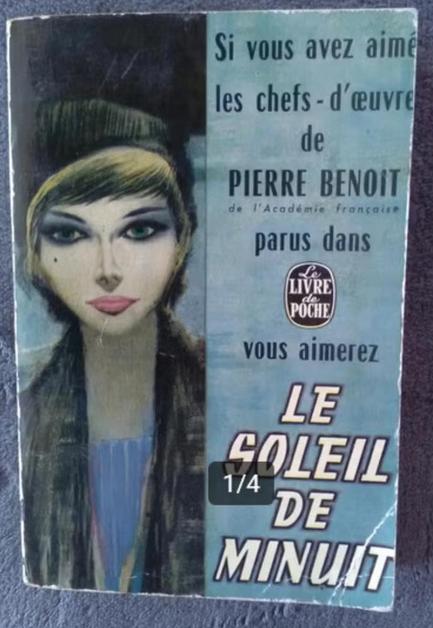 Si vous avez aimé
les chefs-d'œuvre
de
PIERRE BENOIT
de l'Académie française
parus dans
Le
LIVRE
de
POCHE
vous aimerez
LE
SOLEIL
1/4
DE
MINUIT